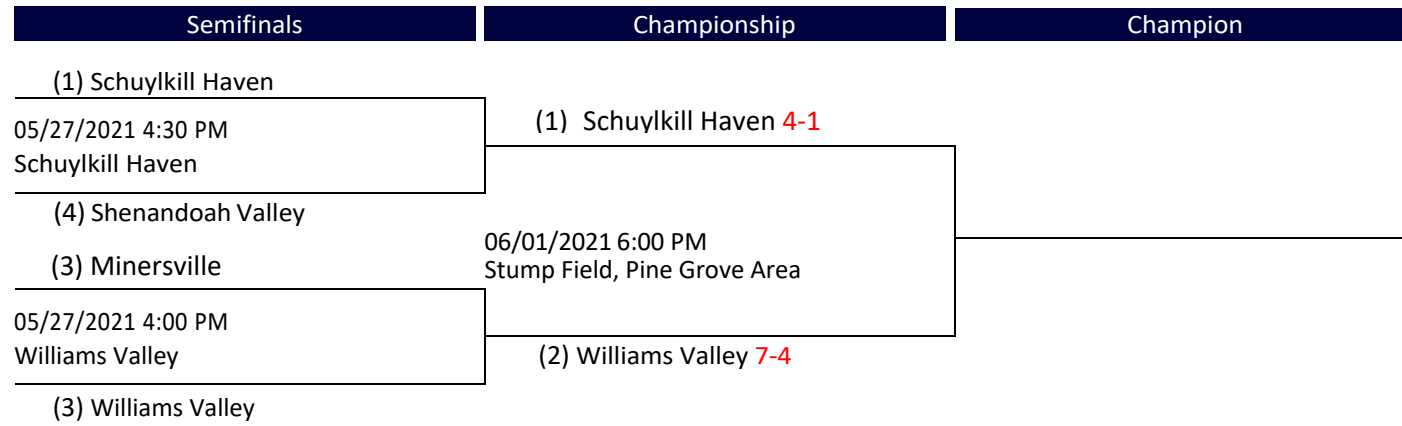 Semifinals
Championship
Champion
(1) Schuylkill Haven
05/27/2021 4:30 PM
Schuylkill Haven
(4) Shenandoah Valley
(3) Minersville
05/27/2021 4:00 PM
Williams Valley
(3) Williams Valley
(1) Schuylkill Haven 4-1
06/01/2021 6:00 PM
Stump Field, Pine Grove Area
(2) Williams Valley 7-4